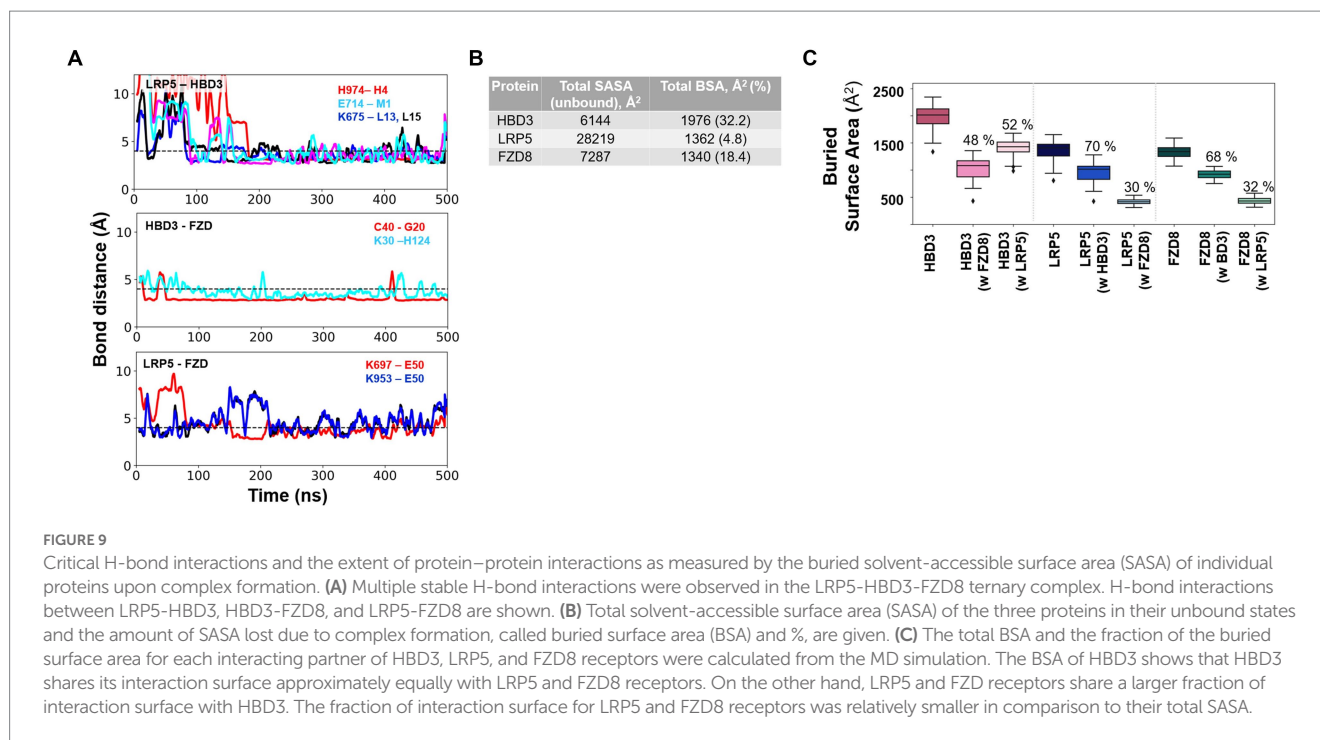 A
LRP5 – HBD3
H974– H4
E714 – M1
K675 – L13, L15
10
5
0
0 100 200 300 400 500
HBD3 - FZD
C40 - G20
K30 –H124
10
5
0
0 100 200 300 400 500
LRP5 - FZD
K697 – E50
K953 – E50
10
5
0
0 100 200 300 400 500
Bond distance (Å)
Time (ns)
B
Protein Total SASA (unbound), Å² Total BSA, Å² (%)
HBD3 6144 1976 (32.2)
LRP5 28219 1362 (4.8)
FZD8 7287 1340 (18.4)
C
Buried
Surface Area (Å²)
2500
1500
500
48 %
52 %
70 %
30 %
68 %
32 %
HBD3
HBD3
(w FZD8)
HBD3
(w LRP5)
LRP5
LRP5
(w HBD3)
LRP5
(w FZD8)
FZD8
FZD8
(w BD3)
FZD8
(w LRP5)
FIGURE 9
Critical H-bond interactions and the extent of protein–protein interactions as measured by the buried solvent-accessible surface area (SASA) of individual
proteins upon complex formation. (A) Multiple stable H-bond interactions were observed in the LRP5-HBD3-FZD8 ternary complex. H-bond interactions
between LRP5-HBD3, HBD3-FZD8, and LRP5-FZD8 are shown. (B) Total solvent-accessible surface area (SASA) of the three proteins in their unbound states
and the amount of SASA lost due to complex formation, called buried surface area (BSA) and %, are given. (C) The total BSA and the fraction of the buried
surface area for each interacting partner of HBD3, LRP5, and FZD8 receptors were calculated from the MD simulation. The BSA of HBD3 shows that HBD3
shares its interaction surface approximately equally with LRP5 and FZD8 receptors. On the other hand, LRP5 and FZD receptors share a larger fraction of
interaction surface with HBD3. The fraction of interaction surface for LRP5 and FZD8 receptors was relatively smaller in comparison to their total SASA.